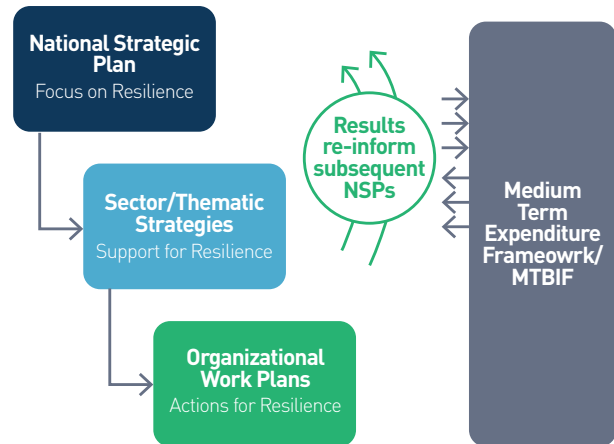 National Strategic
Plan
Focus on Resilience
Sector/Thematic
Strategies
Support for Resilience
Organizational
Work Plans
Actions for Resilience
Results
re-inform
subsequent
NSPs
Medium
Term
Expenditure
Frameowrk/
MTBIF